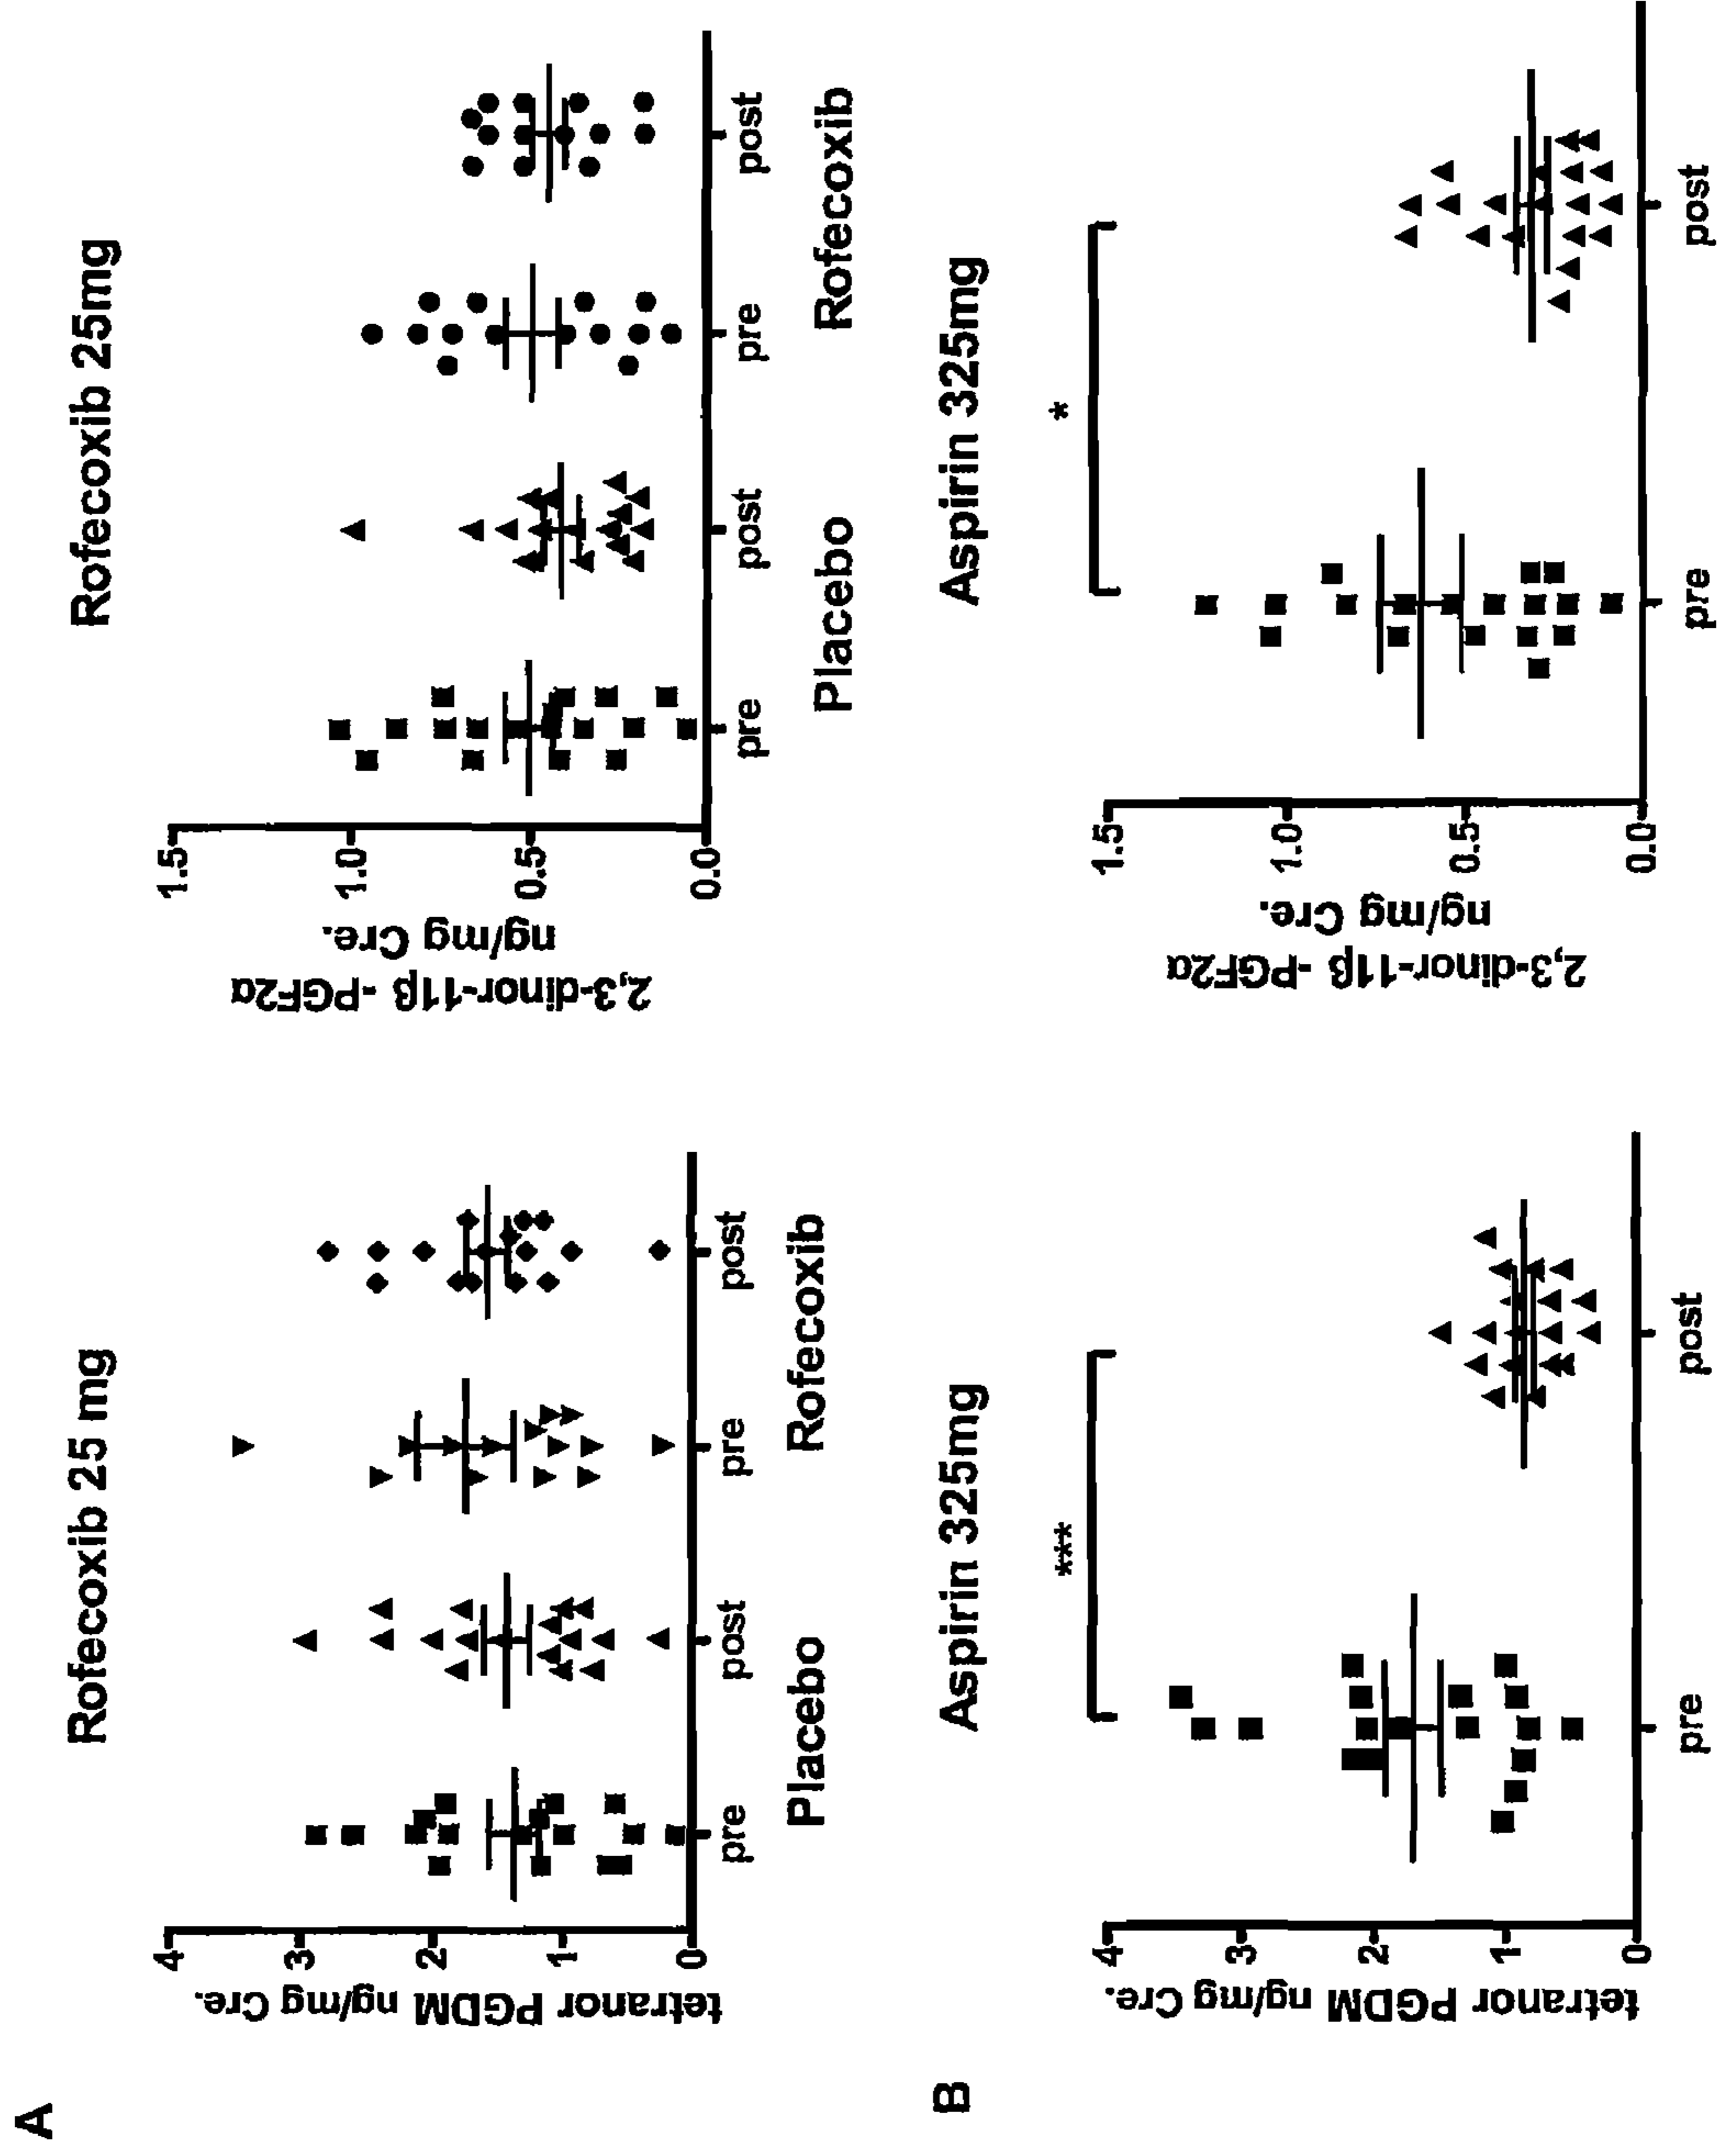 A
Rofecoxib 25 mg
tetranor PGDM ng/mg Cre.
4
3
2
1
0
pre
post
pre
post
Placebo
Rofecoxib
Rofecoxib 25mg
2,3-dinor-11β -PGF2α
ng/mg Cre.
1.5
1.0
0.5
0.0
pre
post
pre
post
Placebo
Rofecoxib
B
Aspirin 325mg
***
tetranor PGDM ng/mg Cre.
4
3
2
1
0
pre
post
Aspirin 325mg
*
2,3-dinor-11β -PGF2α
ng/mg Cre.
1.5
1.0
0.5
0.0
pre
post